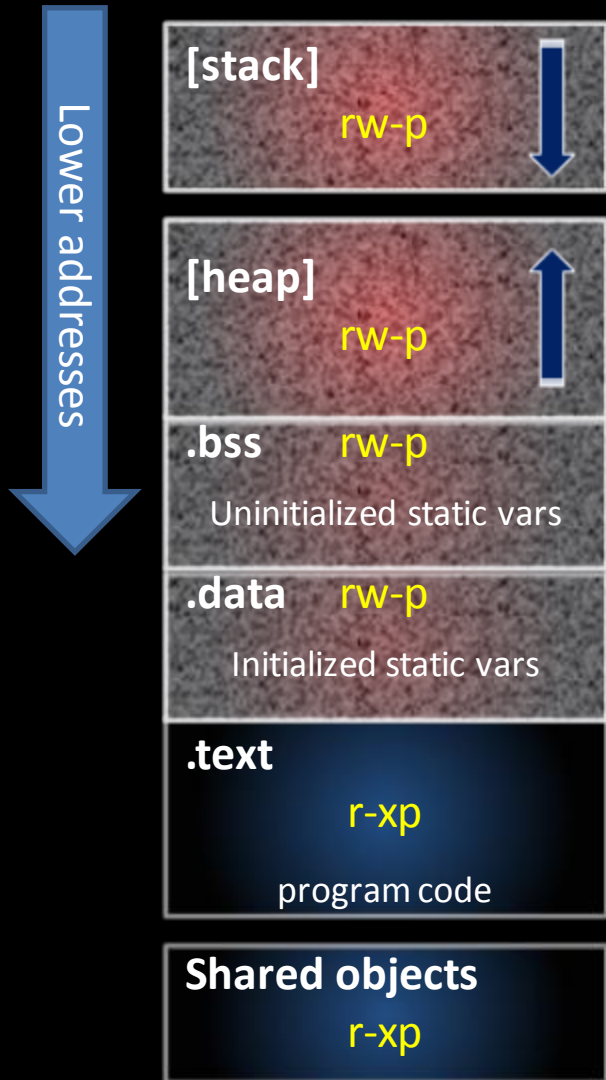 Lower addresses
[stack]
rw-p
[heap]
rw-p
.bss rw-p
Uninitialized static vars
.data rw-p
Initialized static vars
.text
r-xp
program code
Shared objects
r-xp